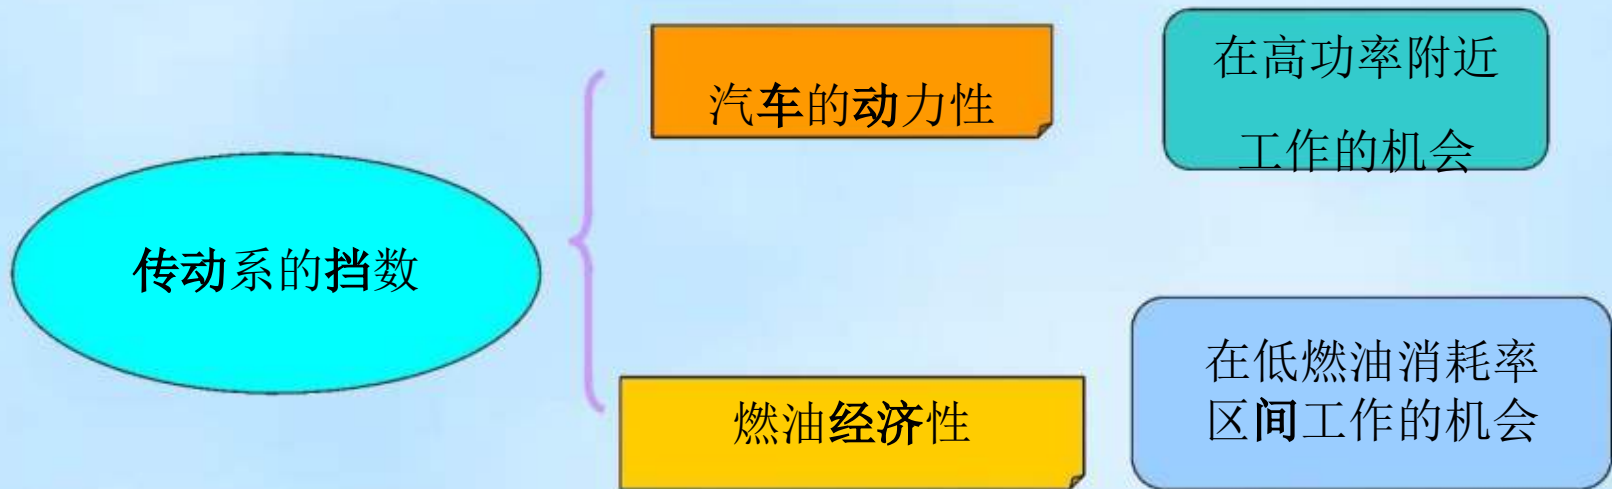 传动系的挡数
汽车的动力性
在高功率附近
工作的机会
燃油经济性
在低燃油消耗率
区间工作的机会